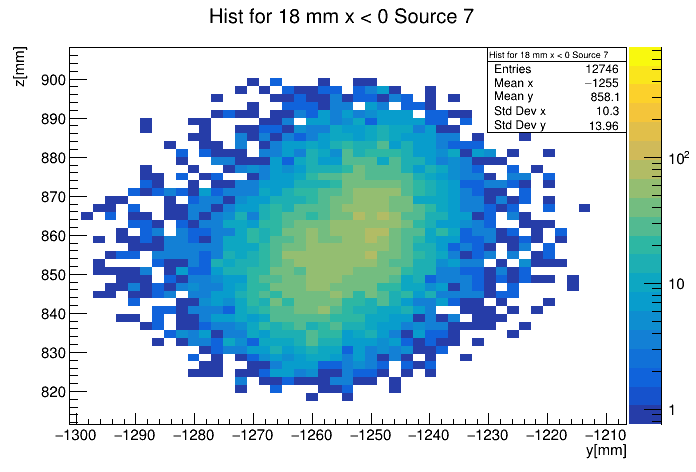 Hist for 18 mm x < 0 Source 7
z[mm]
Hist for 18 mm x < 0 Source 7
Entries 12746
Mean x −1255
Mean y 858.1
Std Dev x 10.3
Std Dev y 13.96
900
890
880
870
860
850
840
830
820
10²
10
1
−1300 −1290 −1280 −1270 −1260 −1250 −1240 −1230 −1220 −1210
y[mm]